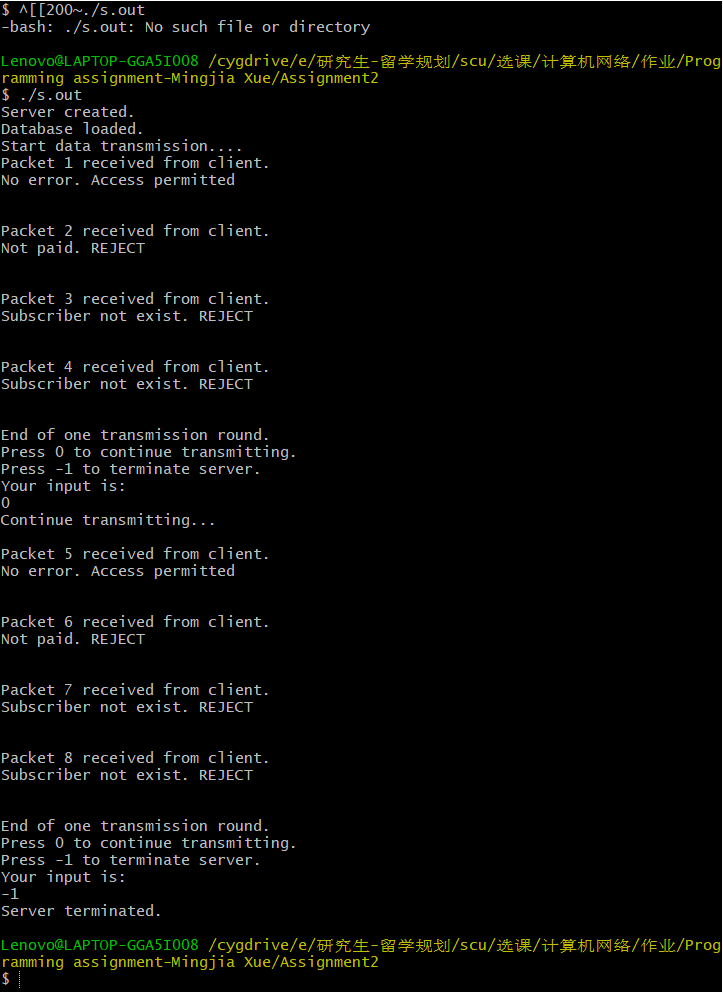 $ ^[[200~./s.out
-bash: ./s.out: No such file or directory
Lenovo@LAPTOP-GGA5I008 /cygdrive/e/研究生-留学规划/scu/选课/计算机网络/作业/Prog
ramming assignment-Mingjia Xue/Assignment2
$ ./s.out
Server created.
Database loaded.
Start data transmission....
Packet 1 received from client.
No error. Access permitted
Packet 2 received from client.
Not paid. REJECT
Packet 3 received from client.
Subscriber not exist. REJECT
Packet 4 received from client.
Subscriber not exist. REJECT
End of one transmission round.
Press 0 to continue transmitting.
Press -1 to terminate server.
Your input is:
0
Continue transmitting...
Packet 5 received from client.
No error. Access permitted
Packet 6 received from client.
Not paid. REJECT
Packet 7 received from client.
Subscriber not exist. REJECT
Packet 8 received from client.
Subscriber not exist. REJECT
End of one transmission round.
Press 0 to continue transmitting.
Press -1 to terminate server.
Your input is:
-1
Server terminated.
Lenovo@LAPTOP-GGA5I008 /cygdrive/e/研究生-留学规划/scu/选课/计算机网络/作业/Prog
ramming assignment-Mingjia Xue/Assignment2
$